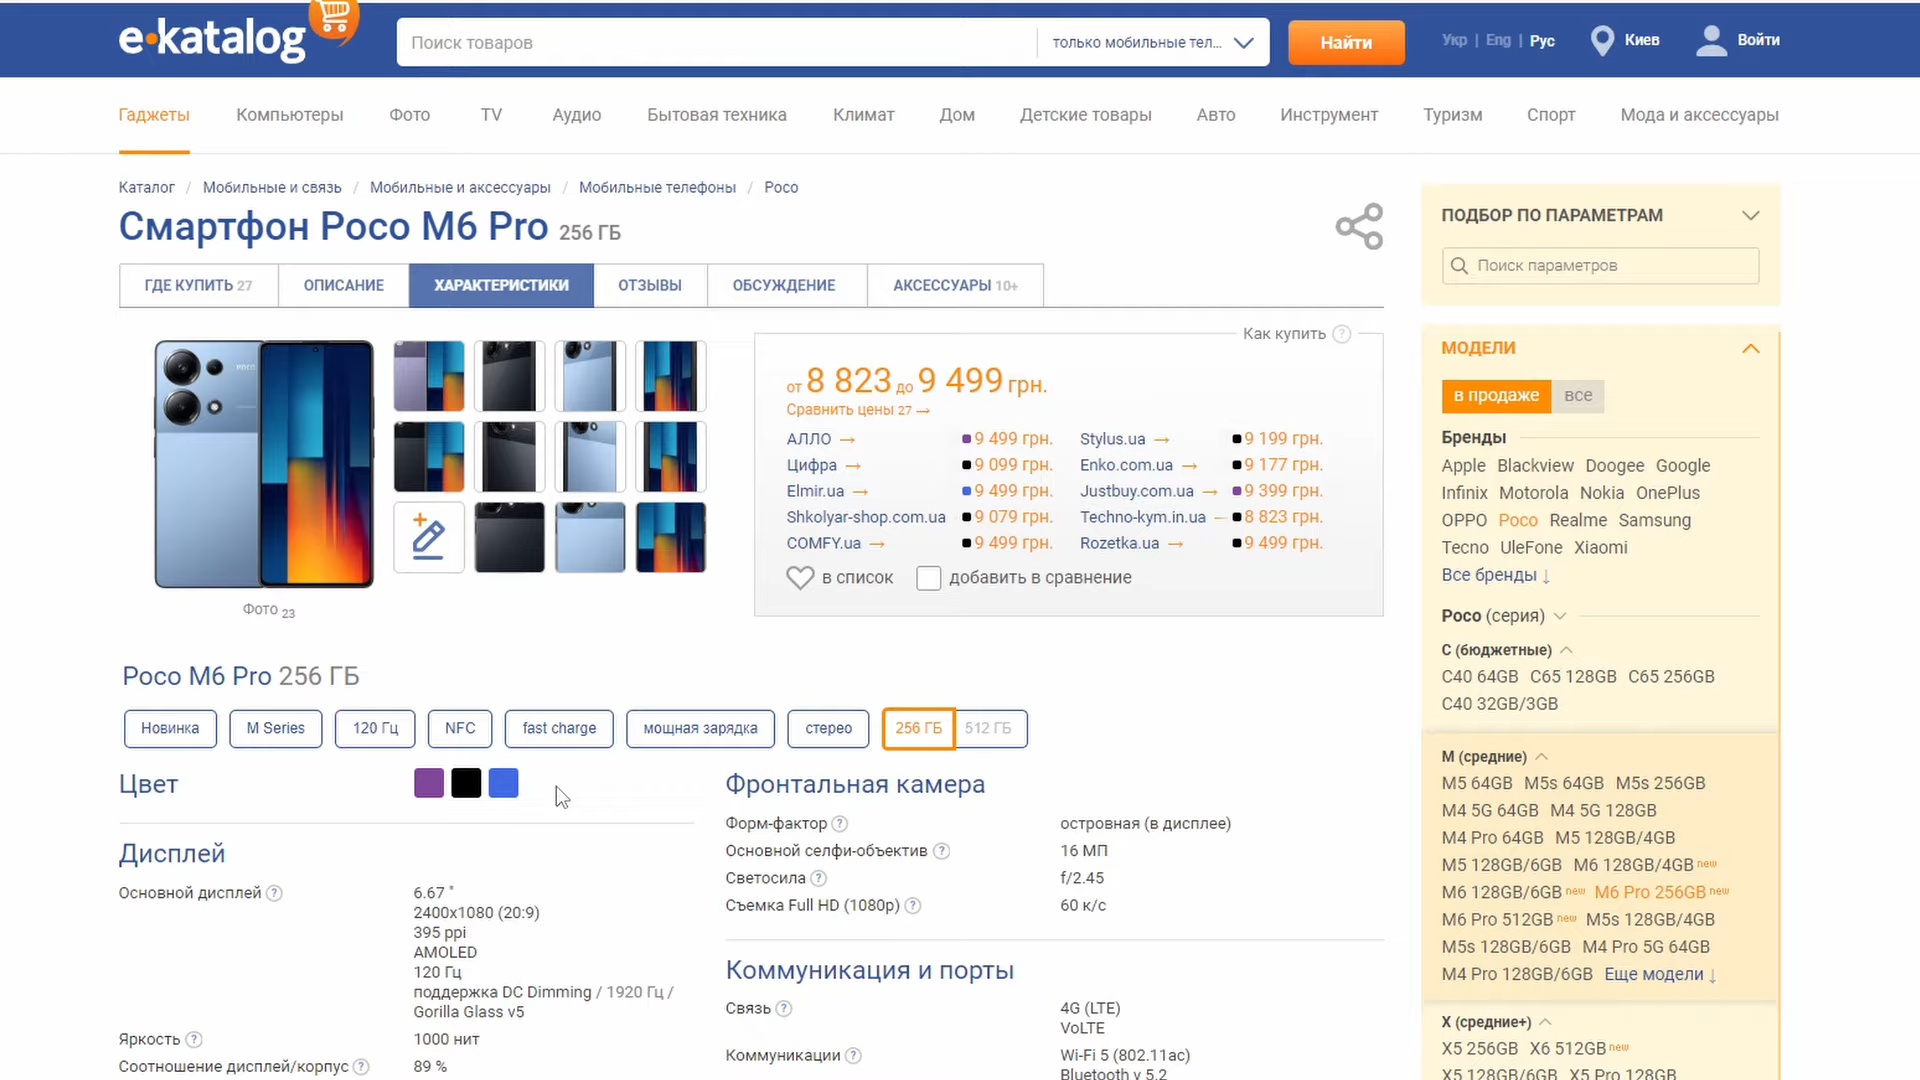 e·katalog
Поиск товаров
только мобильные тел...
Найти
Укр | Eng | Рус
Киев
Войти
Гаджеты Компьютеры Фото TV Аудио Бытовая техника Климат Дом Детские товары Авто Инструмент Туризм Спорт Мода и аксессуары
Каталог / Мобильные и связь / Мобильные и аксессуары / Мобильные телефоны / Poco
Смартфон Poco M6 Pro 256 ГБ
ГДЕ КУПИТЬ 27 ОПИСАНИЕ ХАРАКТЕРИСТИКИ ОТЗЫВЫ ОБСУЖДЕНИЕ АКСЕССУАРЫ 10+
Фото 23
Как купить ?
от 8 823 до 9 499 грн.
Сравнить цены 27 →
АЛЛО → 9 499 грн. Stylus.ua → 9 199 грн.
Цифра → 9 099 грн. Enko.com.ua → 9 177 грн.
Elmir.ua → 9 499 грн. Justbuy.com.ua → 9 399 грн.
Shkolyar-shop.com.ua 9 079 грн. Techno-kym.in.ua → 8 823 грн.
COMFY.ua → 9 499 грн. Rozetka.ua → 9 499 грн.
в список добавить в сравнение
Poco M6 Pro 256 ГБ
Новинка M Series 120 Гц NFC fast charge мощная зарядка стерео 256 ГБ 512 ГБ
Цвет
Дисплей
Основной дисплей ? 6.67 "
2400x1080 (20:9)
395 ppi
AMOLED
120 Гц
поддержка DC Dimming / 1920 Гц /
Gorilla Glass v5
Яркость ? 1000 нит
Соотношение дисплей/корпус ? 89 %
Фронтальная камера
Форм-фактор ? островная (в дисплее)
Основной селфи-объектив ? 16 МП
Светосила ? f/2.45
Съемка Full HD (1080p) ? 60 к/с
Коммуникация и порты
Связь ? 4G (LTE)
VoLTE
Коммуникации ? Wi-Fi 5 (802.11ac)
Bluetooth v 5.2
ПОДБОР ПО ПАРАМЕТРАМ
Поиск параметров
МОДЕЛИ
в продаже все
Бренды
Apple Blackview Doogee Google
Infinix Motorola Nokia OnePlus
OPPO Poco Realme Samsung
Tecno UleFone Xiaomi
Все бренды ↓
Poco (серия)
C (бюджетные)
C40 64GB C65 128GB C65 256GB
C40 32GB/3GB
M (средние)
M5 64GB M5s 64GB M5s 256GB
M4 5G 64GB M4 5G 128GB
M4 Pro 64GB M5 128GB/4GB
M5 128GB/6GB M6 128GB/4GB new
M6 128GB/6GB new M6 Pro 256GB new
M6 Pro 512GB new M5s 128GB/4GB
M5s 128GB/6GB M4 Pro 5G 64GB
M4 Pro 128GB/6GB Еще модели ↓
X (средние+)
X5 256GB X6 512GB new
X5 128GB/6GB X5 Pro 128GB